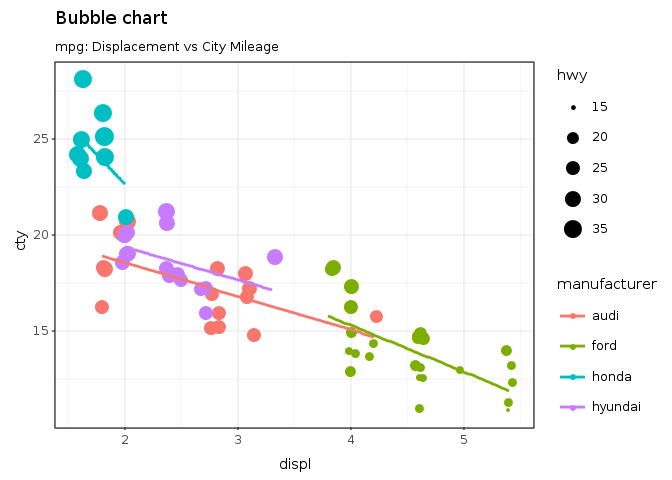 Bubble chart
mpg: Displacement vs City Mileage
cty
25
20
15
2 3 4 5
displ
hwy
15
20
25
30
35
manufacturer
audi
ford
honda
hyundai